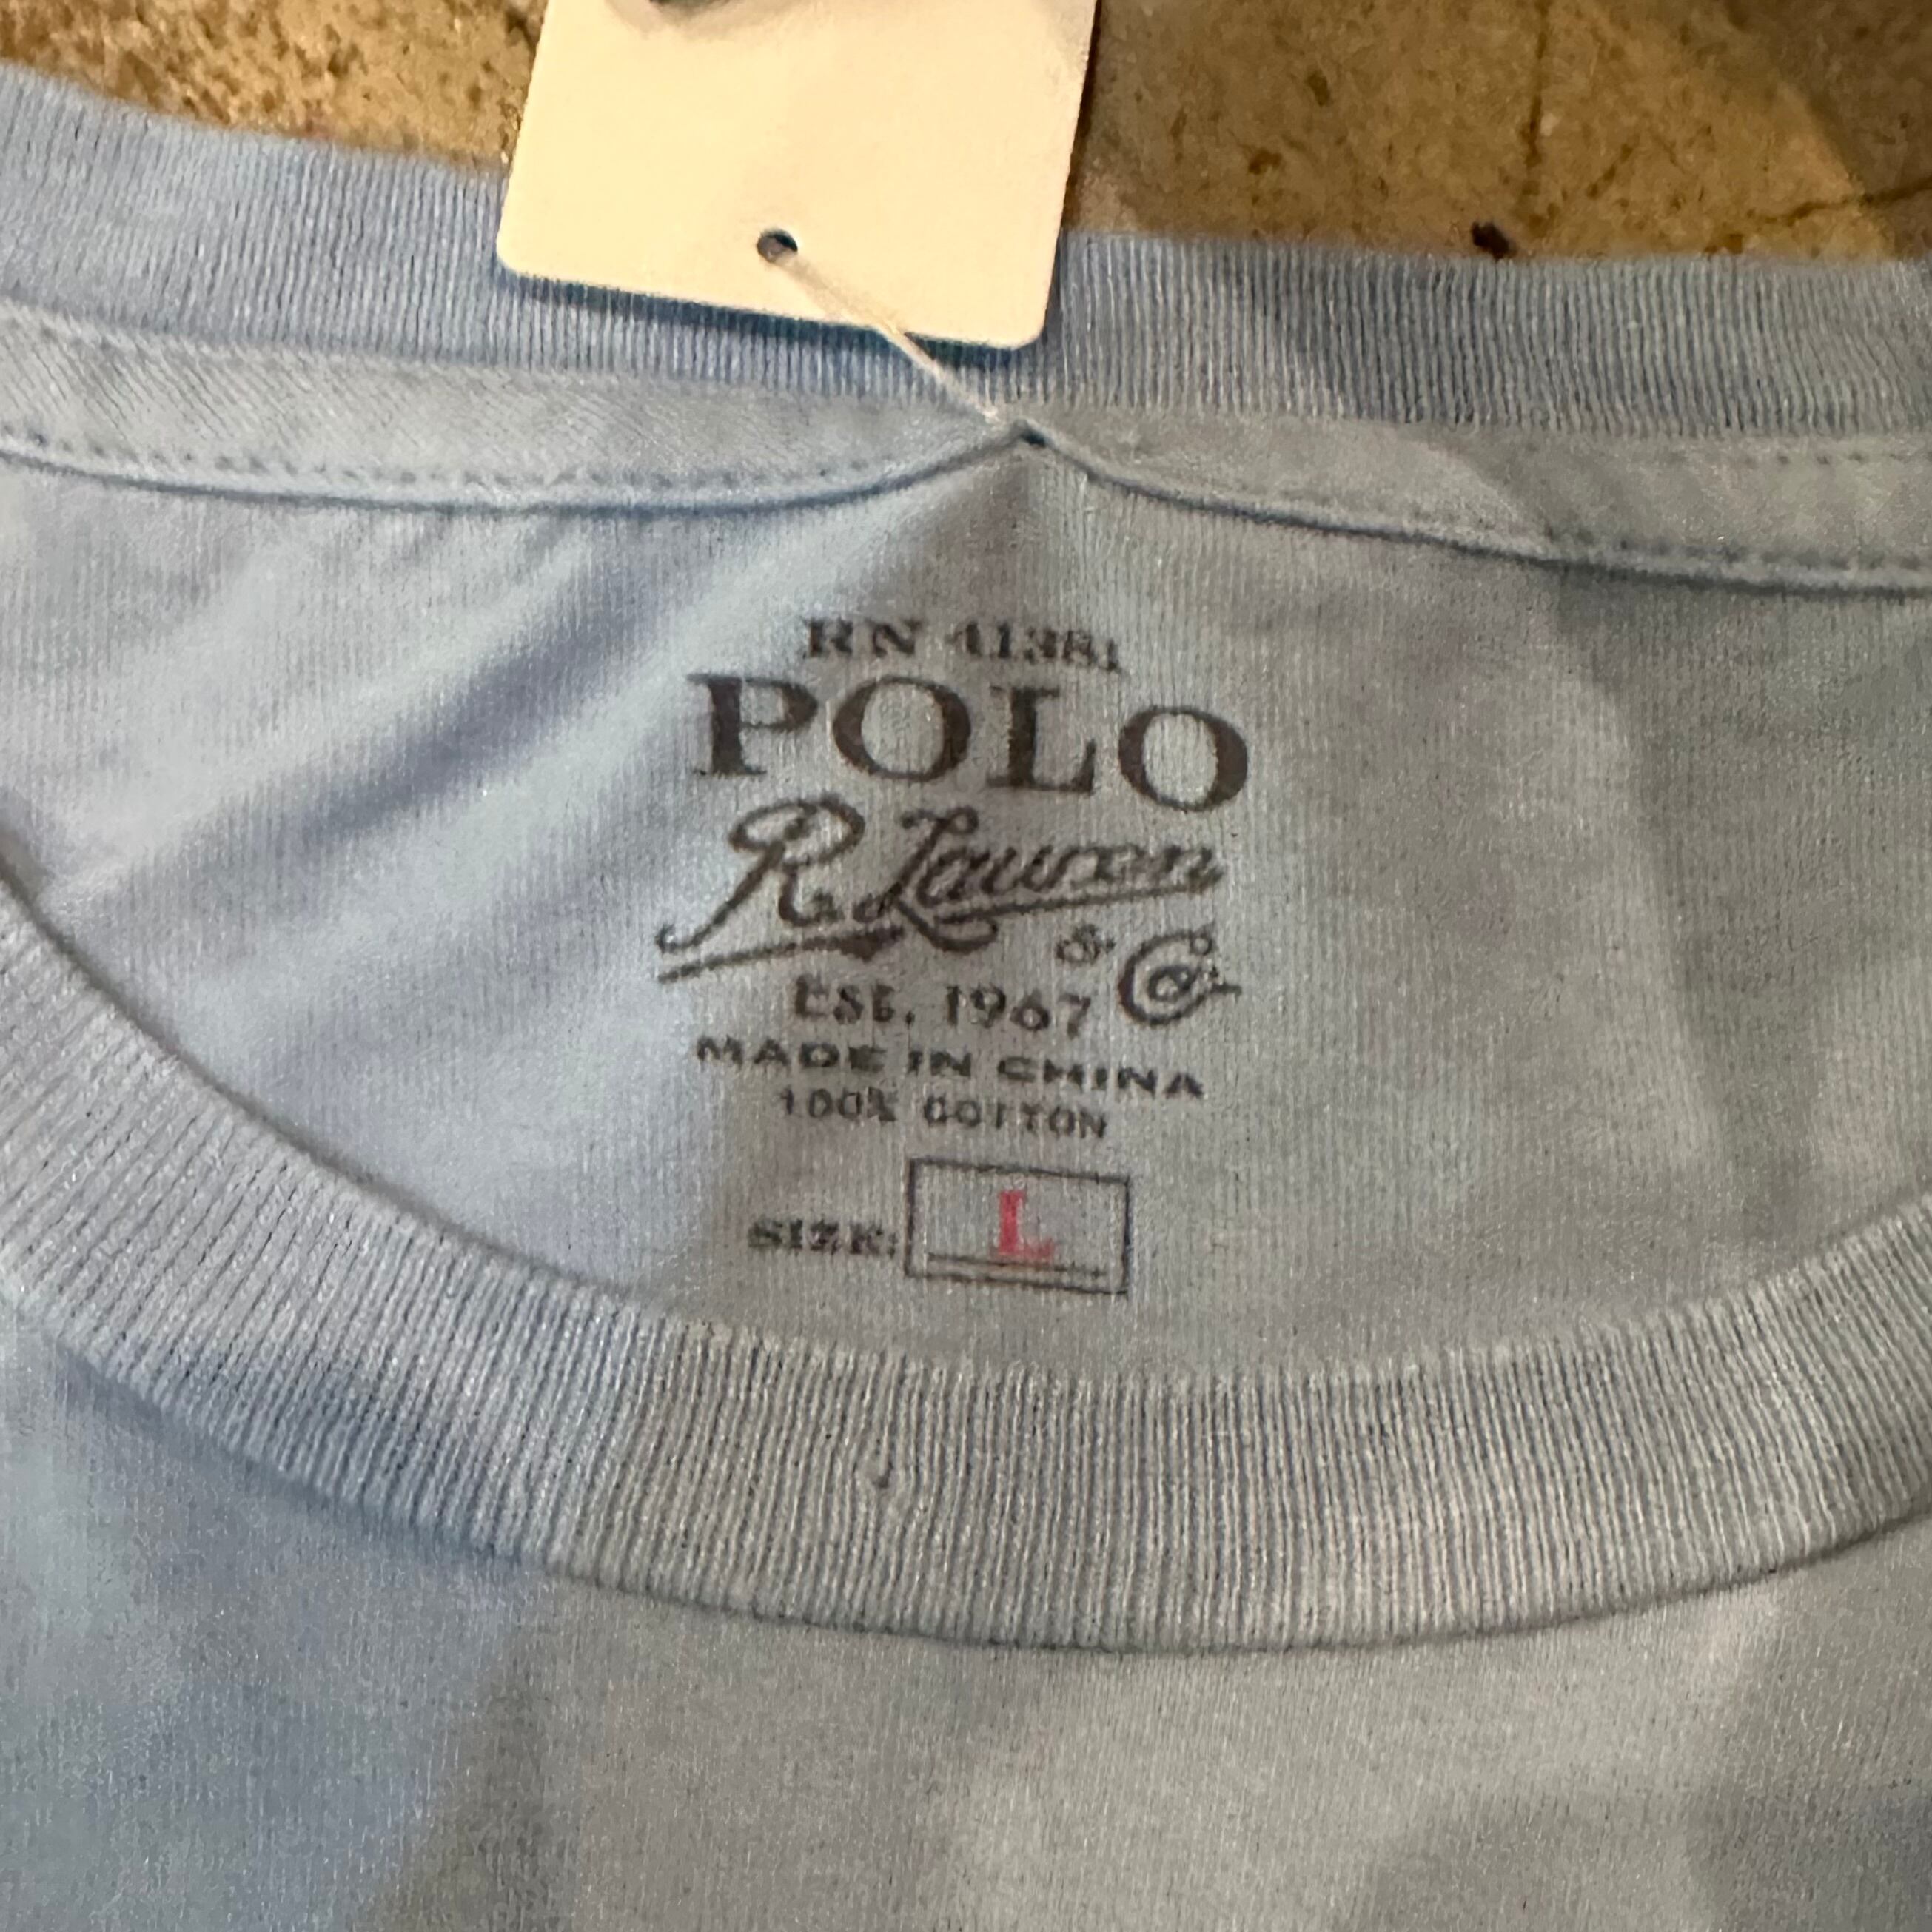 RN 41381
POLO
R. Lauren
& Co.
EST. 1967
MADE IN CHINA
100% COTTON
SIZE: L